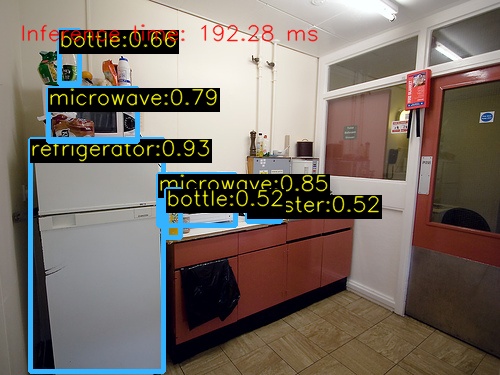 Inference time: 192.28 ms
bottle:0.66
microwave:0.79
refrigerator:0.93
microwave:0.85
bottle:0.52
ster:0.52